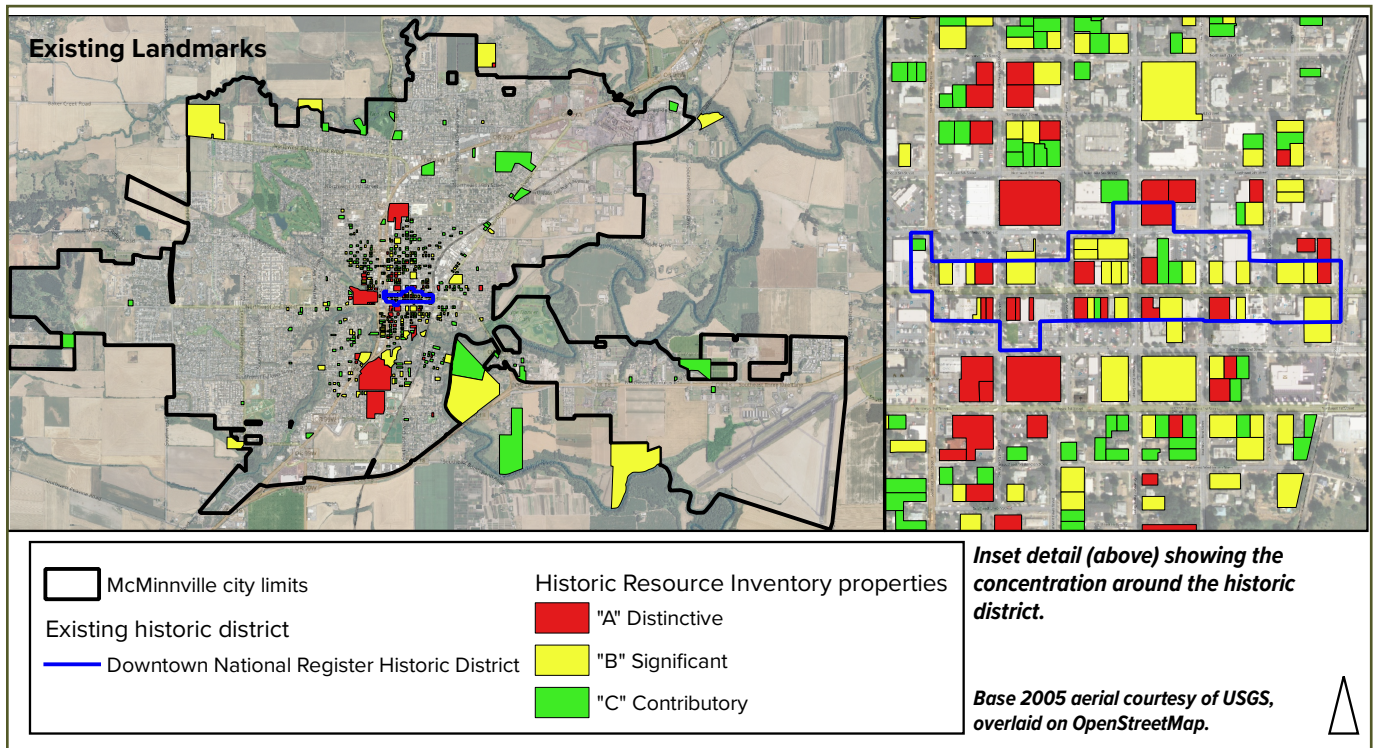 Existing Landmarks
McMinnville city limits
Existing historic district
Downtown National Register Historic District
Historic Resource Inventory properties
"A" Distinctive
"B" Significant
"C" Contributory
Inset detail (above) showing the
concentration around the historic
district.
Base 2005 aerial courtesy of USGS,
overlaid on OpenStreetMap.